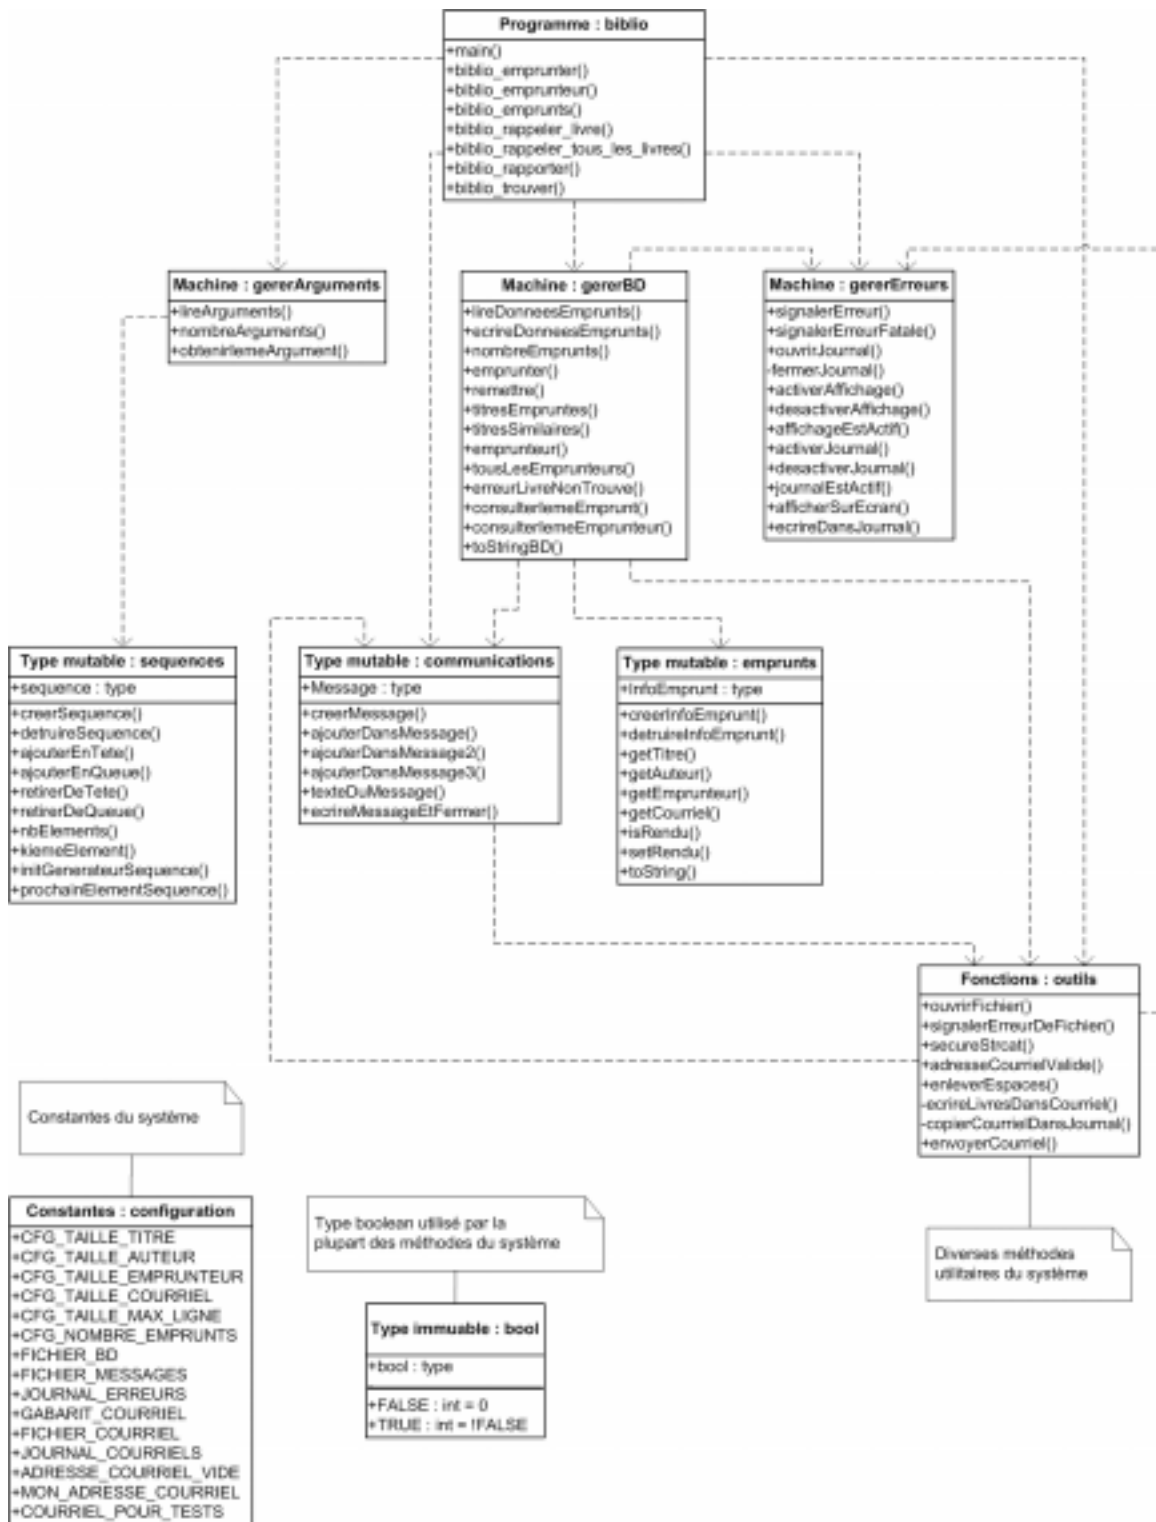 Programme : biblio
+main()
+biblio_emprunter()
+biblio_emprunteur()
+biblio_emprunts()
+biblio_rappeler_livre()
+biblio_rappeler_tous_les_livres()
+biblio_rapporter()
+biblio_trouver()
Machine : gererArguments
+lireArguments()
+nombreArguments()
+obtenirIemeArgument()
Machine : gererBD
+lireDonneesEmprunts()
+ecrireDonneesEmprunts()
+nombreEmprunts()
+emprunter()
+remettre()
+titresEmpruntes()
+titresSimilaires()
+emprunteur()
+tousLesEmprunteurs()
+erreurLivreNonTrouve()
+consulterIemeEmprunt()
+consulterIemeEmprunteur()
+toStringBD()
Machine : gererErreurs
+signalerErreur()
+signalerErreurFatale()
+ouvrirJournal()
-fermerJournal()
+activerAffichage()
+desactiverAffichage()
+affichageEstActif()
+activerJournal()
+desactiverJournal()
+journalEstActif()
+afficherSurEcran()
+ecrireDansJournal()
Type mutable : sequences
+sequence : type
+creerSequence()
+detruireSequence()
+ajouterEnTete()
+ajouterEnQueue()
+retirerDeTete()
+retirerDeQueue()
+nbElements()
+kiemeElement()
+initGenerateurSequence()
+prochainElementSequence()
Type mutable : communications
+Message : type
+creerMessage()
+ajouterDansMessage()
+ajouterDansMessage2()
+ajouterDansMessage3()
+texteDuMessage()
+ecrireMessageEtFermer()
Type mutable : emprunts
+InfoEmprunt : type
+creerInfoEmprunt()
+detruireInfoEmprunt()
+getTitre()
+getAuteur()
+getEmprunteur()
+getCourriel()
+isRendu()
+setRendu()
+toString()
Fonctions : outils
+ouvrirFichier()
+signalerErreurDeFichier()
+secureStrcat()
+adresseCourrielValide()
+enleverEspaces()
-ecrireLivresDansCourriel()
-copierCourrielDansJournal()
+envoyerCourriel()
Diverses méthodes
utilitaires du système
Constantes du système
Constantes : configuration
+CFG_TAILLE_TITRE
+CFG_TAILLE_AUTEUR
+CFG_TAILLE_EMPRUNTEUR
+CFG_TAILLE_COURRIEL
+CFG_TAILLE_MAX_LIGNE
+CFG_NOMBRE_EMPRUNTS
+FICHIER_BD
+FICHIER_MESSAGES
+JOURNAL_ERREURS
+GABARIT_COURRIEL
+FICHIER_COURRIEL
+JOURNAL_COURRIELS
+ADRESSE_COURRIEL_VIDE
+MON_ADRESSE_COURRIEL
+COURRIEL_POUR_TESTS
Type boolean utilisé par la
plupart des méthodes du système
Type immuable : bool
+bool : type
+FALSE : int = 0
+TRUE : int = !FALSE